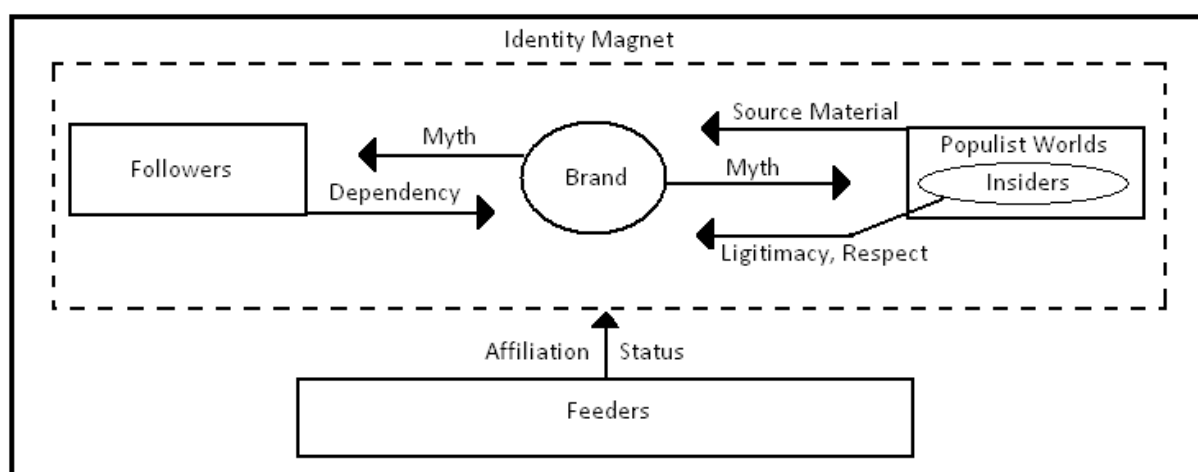 Identity Magnet
Source Material
Myth
Populist Worlds
Followers
Brand
Myth
Insiders
Dependency
Ligitimacy, Respect
Affiliation
Status
Feeders